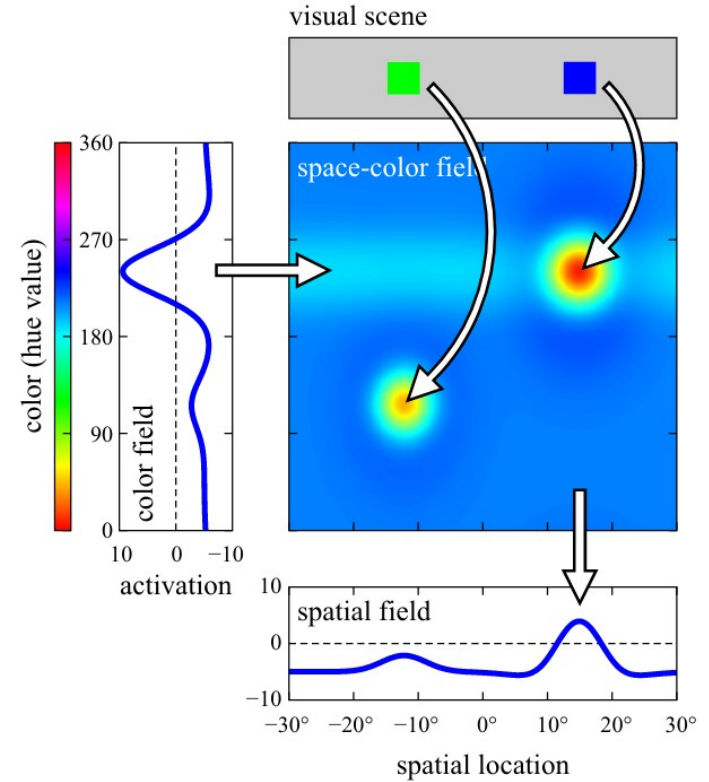 visual scene
space-color field
360
270
180
90
0
color (hue value)
color field
10 0 −10
activation
spatial field
10
0
−10
−30° −20° −10° 0° 10° 20° 30°
spatial location